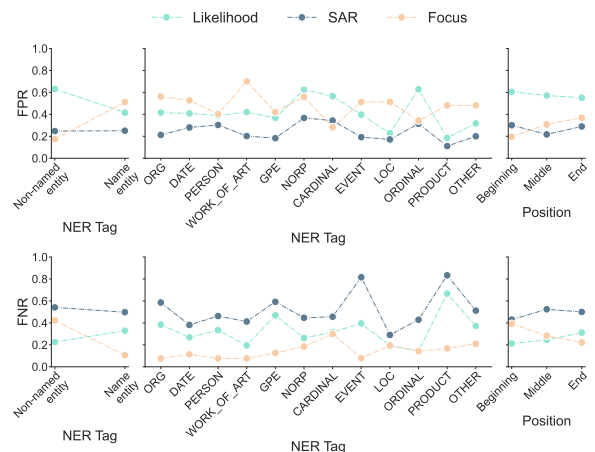 Likelihood SAR Focus
FPR
1.0
0.8
0.6
0.4
0.2
0.0
Non-named entity
Name entity
NER Tag
ORG
DATE
PERSON
WORK_OF_ART
GPE
NORP
CARDINAL
EVENT
LOC
ORDINAL
PRODUCT
OTHER
NER Tag
Beginning
Middle
End
Position
FNR
1.0
0.8
0.6
0.4
0.2
0.0
Non-named entity
Name entity
NER Tag
ORG
DATE
PERSON
WORK_OF_ART
GPE
NORP
CARDINAL
EVENT
LOC
ORDINAL
PRODUCT
OTHER
NER Tag
Beginning
Middle
End
Position